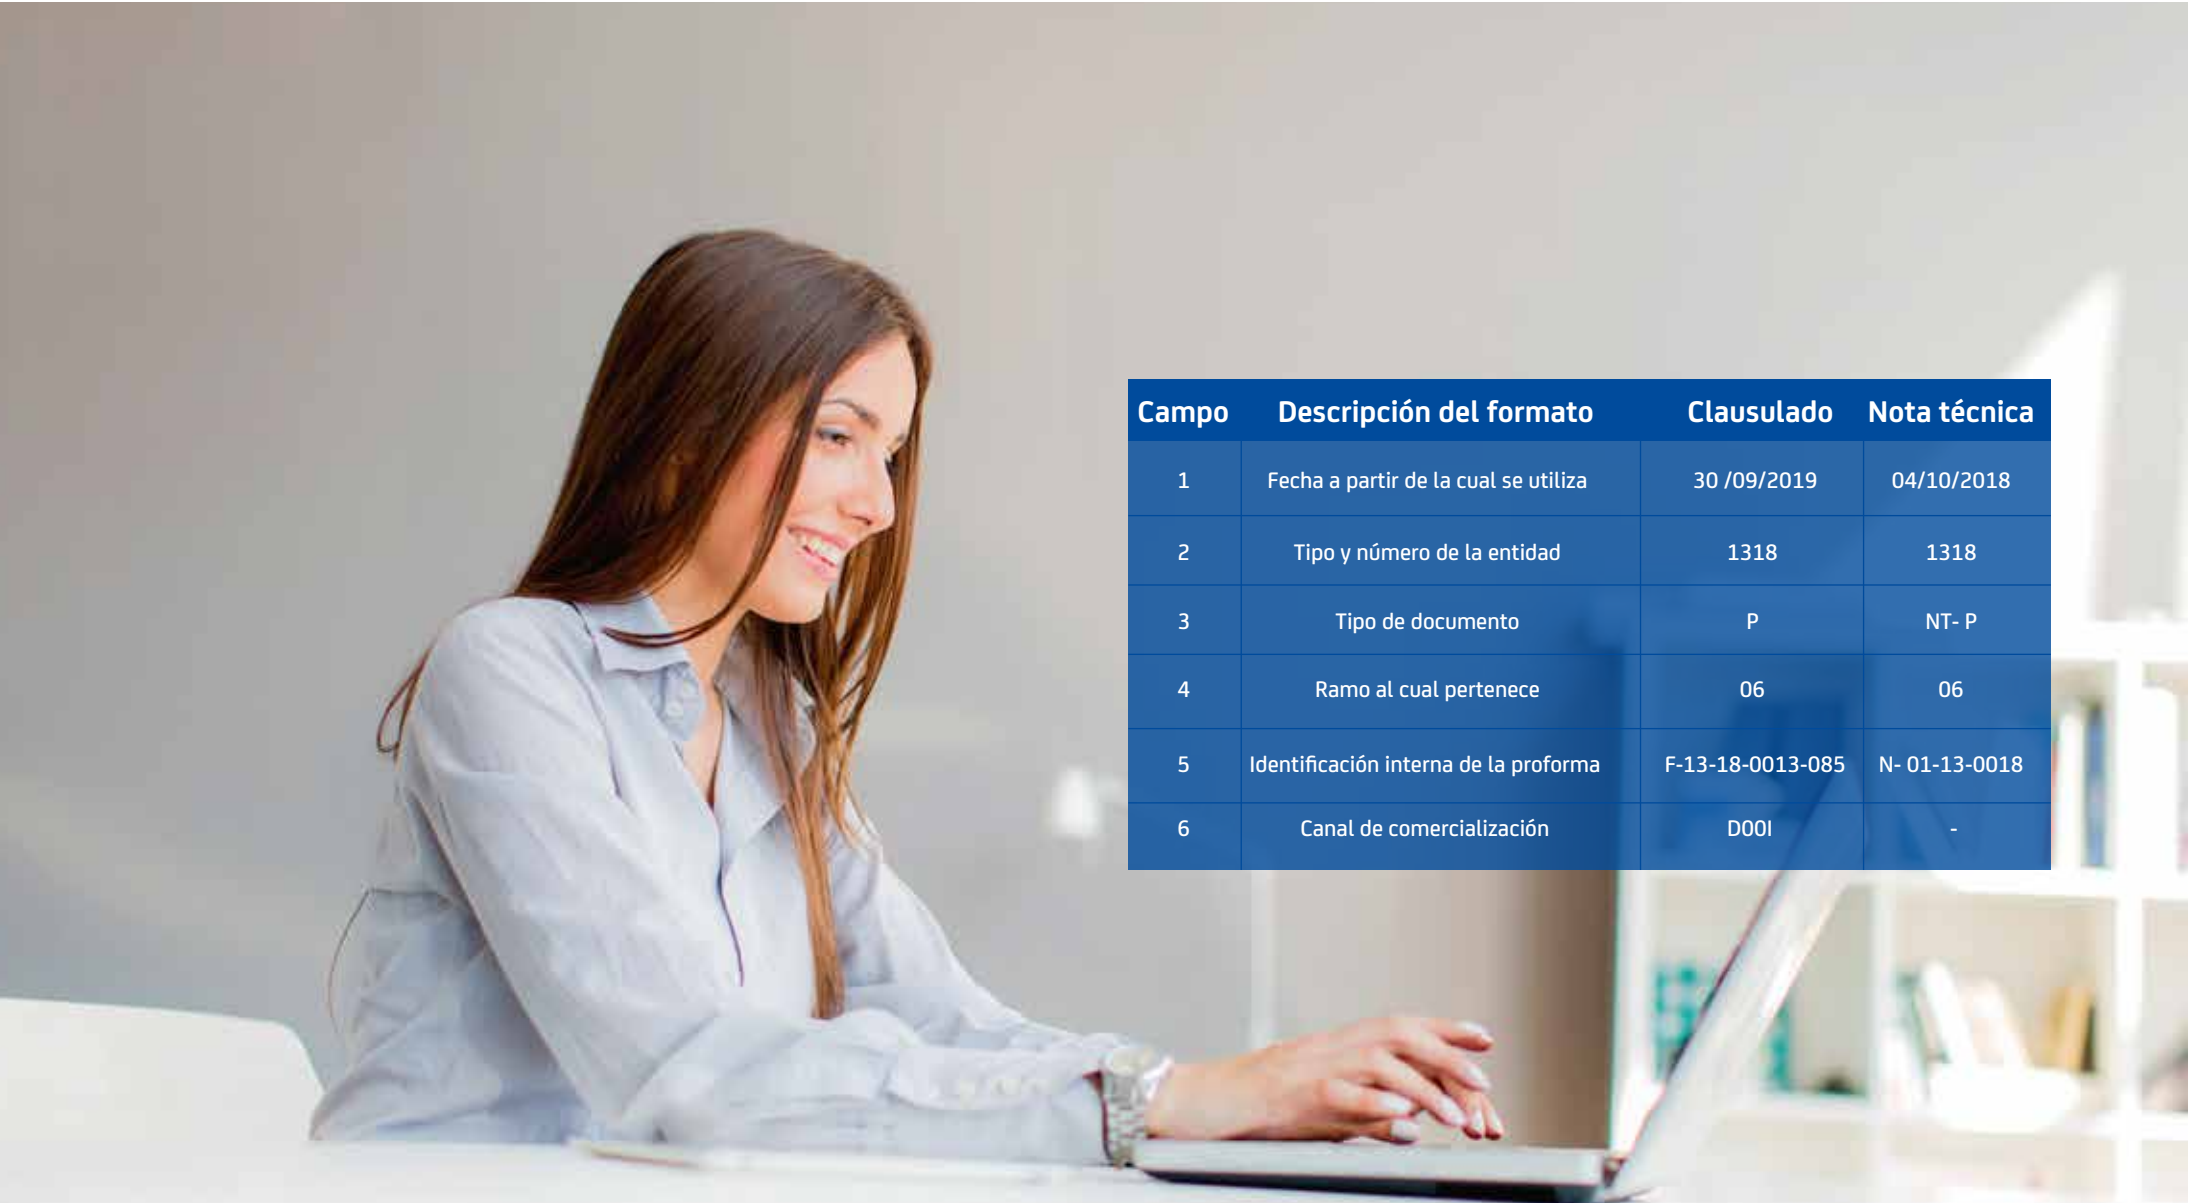 Campo Descripción del formato Clausulado Nota técnica
1 Fecha a partir de la cual se utiliza 30 /09/2019 04/10/2018
2 Tipo y número de la entidad 1318 1318
3 Tipo de documento P NT- P
4 Ramo al cual pertenece 06 06
5 Identificación interna de la proforma F-13-18-0013-085 N- 01-13-0018
6 Canal de comercialización D00I -